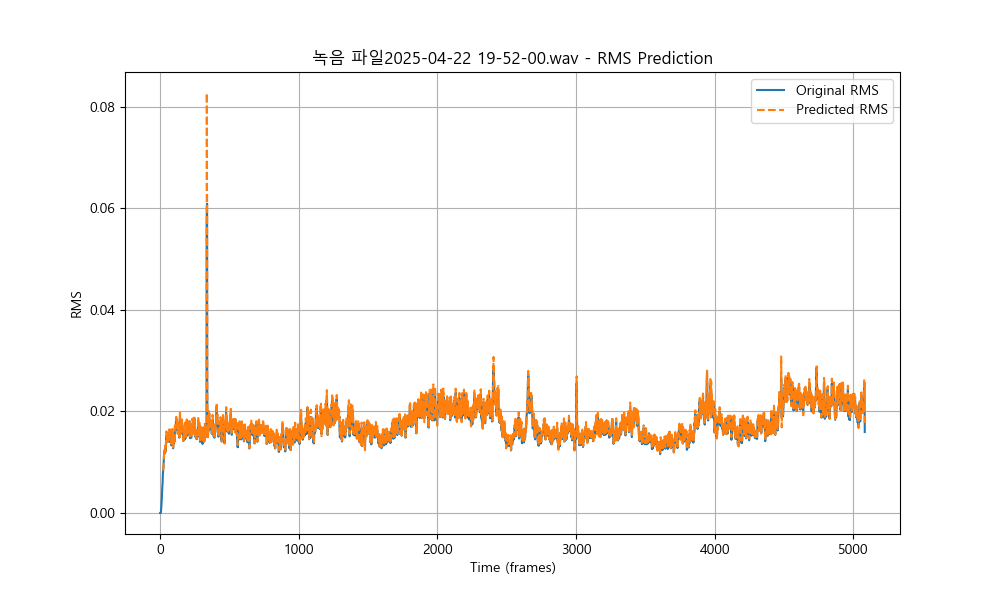 녹음 파일2025-04-22 19-52-00.wav - RMS Prediction
Original RMS
Predicted RMS
0.08
0.06
0.04
0.02
0.00
RMS
0
1000
2000
3000
4000
5000
Time (frames)